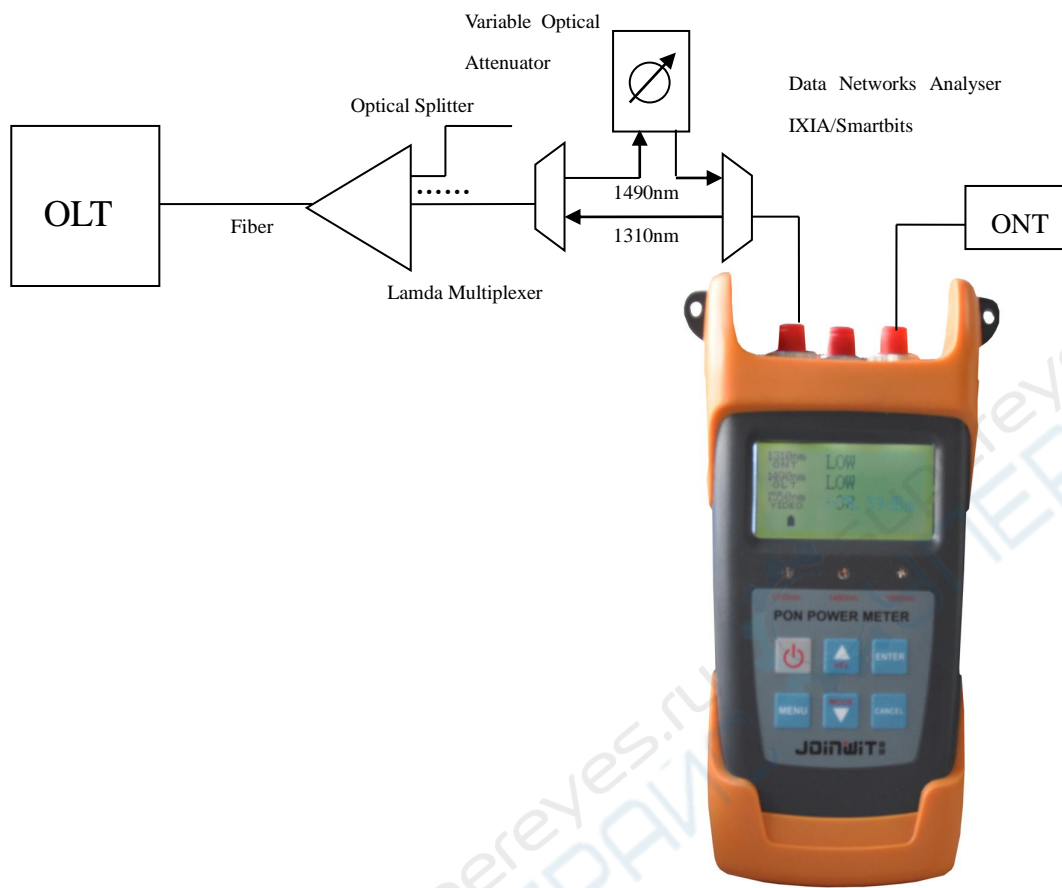 Variable Optical
Attenuator
Data Networks Analyser
IXIA/Smartbits
Optical Splitter
OLT
Fiber
1490nm
1310nm
ONT
Lamda Multiplexer
1310nm
ONT
LOW
1490nm
OLT
LOW
VIDEO
PON POWER METER
ENTER
MENU
MODE
CANCEL
JOINWIT